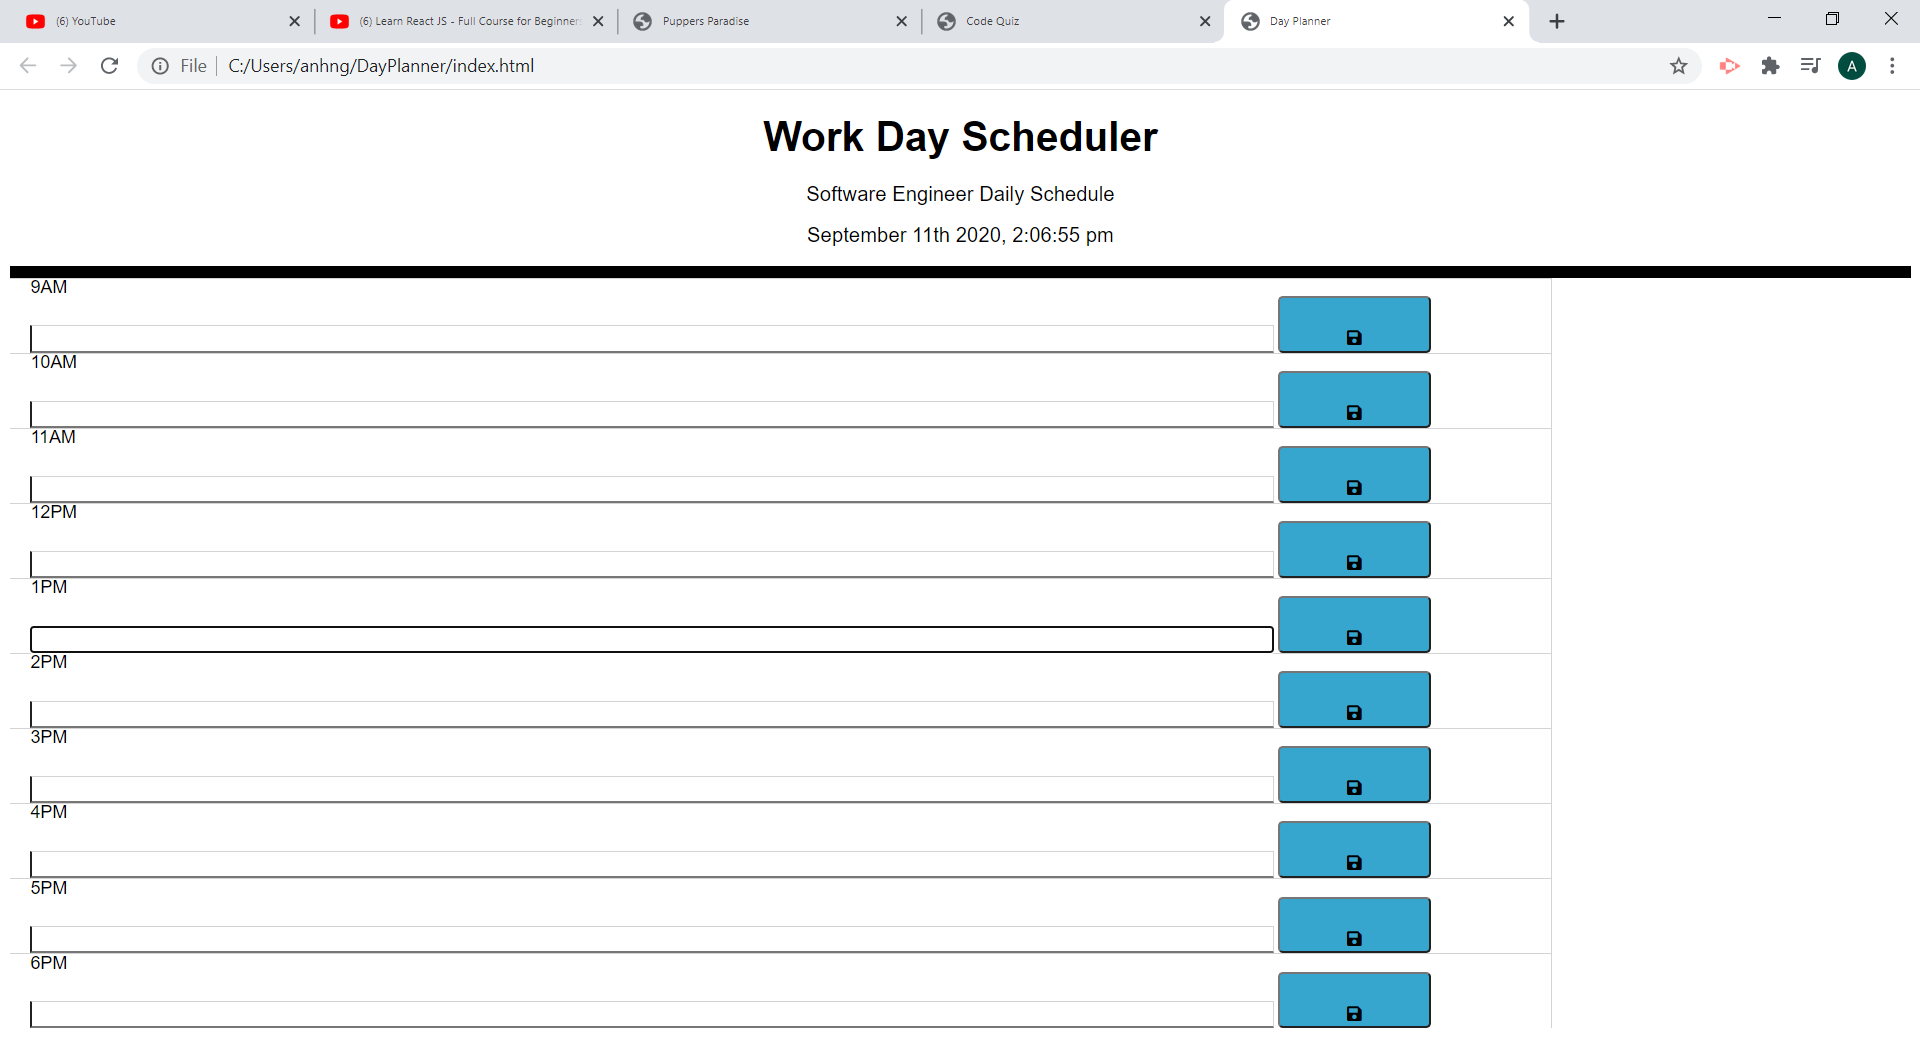 (6) YouTube
(6) Learn React JS - Full Course for Beginner
Puppers Paradise
Code Quiz
Day Planner
File
C:/Users/anhng/DayPlanner/index.html
A
Work Day Scheduler
Software Engineer Daily Schedule
September 11th 2020, 2:06:55 pm
9AM
10AM
11AM
12PM
1PM
2PM
3PM
4PM
5PM
6PM